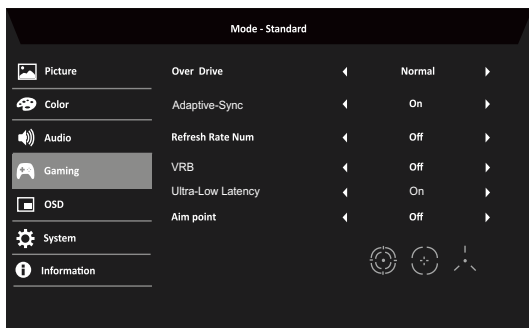 Mode - Standard
Picture
Over Drive Normal
Color
Adaptive-Sync On
Audio
Refresh Rate Num Off
Gaming
VRB Off
Ultra-Low Latency On
OSD
Aim point Off
System
Information